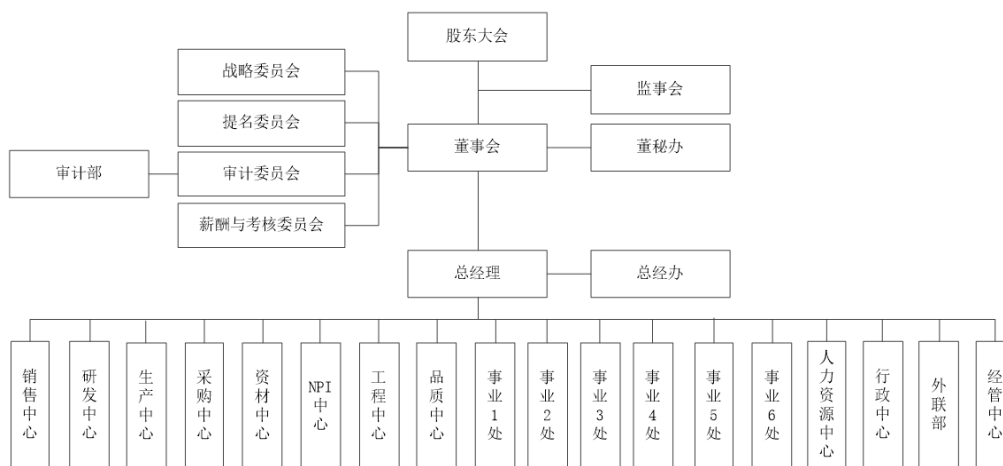 股东大会
战略委员会
监事会
提名委员会
董事会
董秘办
审计部
审计委员会
薪酬与考核委员会
总经理
总经办
销售中心
研发中心
生产中心
采购中心
资材中心
NPI中心
工程中心
品质中心
事业1处
事业2处
事业3处
事业4处
事业5处
事业6处
人力资源中心
行政中心
外联部
经管中心